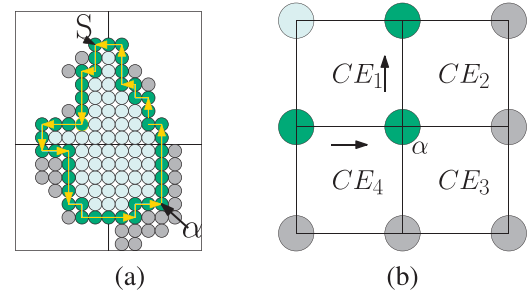 S
α
(a)
CE₁ CE₂
α
CE₄ CE₃
(b)